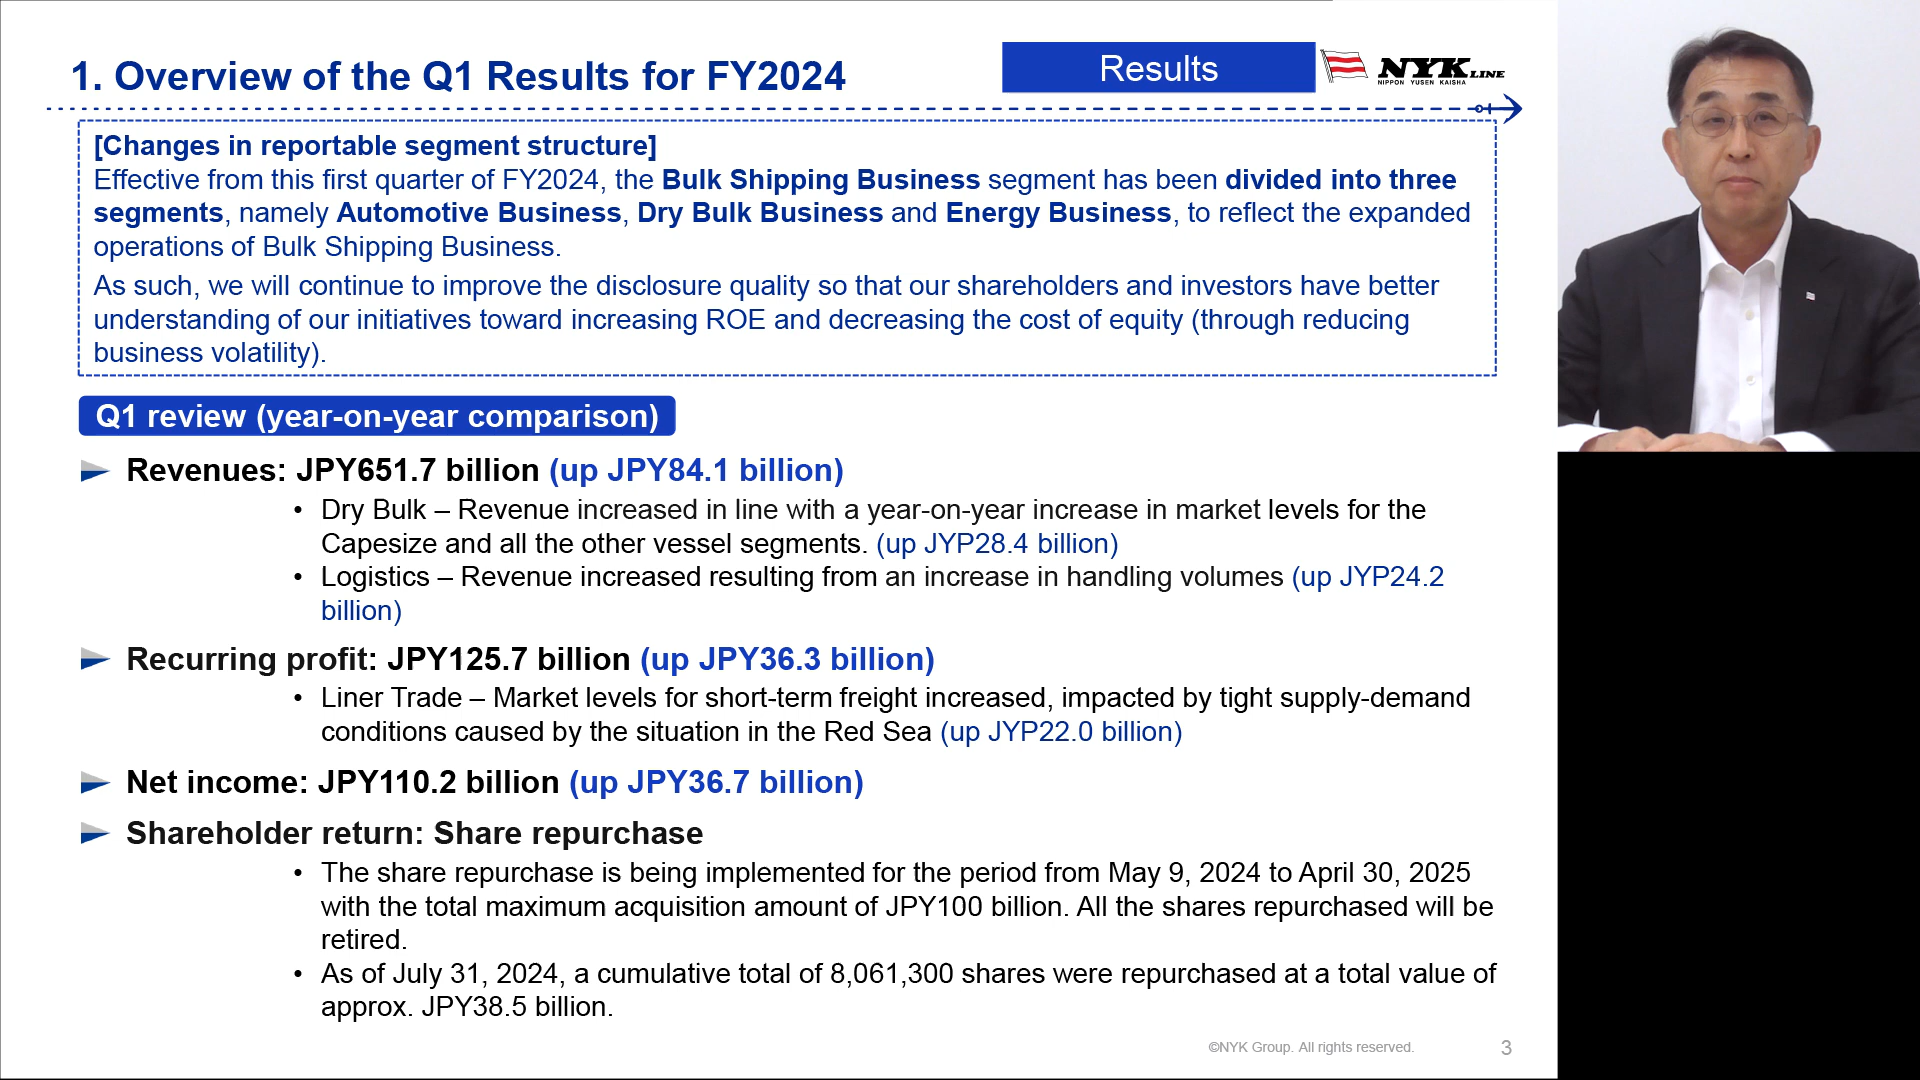 1. Overview of the Q1 Results for FY2024
Results
NYK LINE
NIPPON YUSEN KAISHA
[Changes in reportable segment structure]
Effective from this first quarter of FY2024, the Bulk Shipping Business segment has been divided into three
segments, namely Automotive Business, Dry Bulk Business and Energy Business, to reflect the expanded
operations of Bulk Shipping Business.
As such, we will continue to improve the disclosure quality so that our shareholders and investors have better
understanding of our initiatives toward increasing ROE and decreasing the cost of equity (through reducing
business volatility).
Q1 review (year-on-year comparison)
Revenues: JPY651.7 billion (up JPY84.1 billion)
• Dry Bulk – Revenue increased in line with a year-on-year increase in market levels for the
Capesize and all the other vessel segments. (up JYP28.4 billion)
• Logistics – Revenue increased resulting from an increase in handling volumes (up JYP24.2
billion)
Recurring profit: JPY125.7 billion (up JPY36.3 billion)
• Liner Trade – Market levels for short-term freight increased, impacted by tight supply-demand
conditions caused by the situation in the Red Sea (up JYP22.0 billion)
Net income: JPY110.2 billion (up JPY36.7 billion)
Shareholder return: Share repurchase
• The share repurchase is being implemented for the period from May 9, 2024 to April 30, 2025
with the total maximum acquisition amount of JPY100 billion. All the shares repurchased will be
retired.
• As of July 31, 2024, a cumulative total of 8,061,300 shares were repurchased at a total value of
approx. JPY38.5 billion.
©NYK Group. All rights reserved.
3